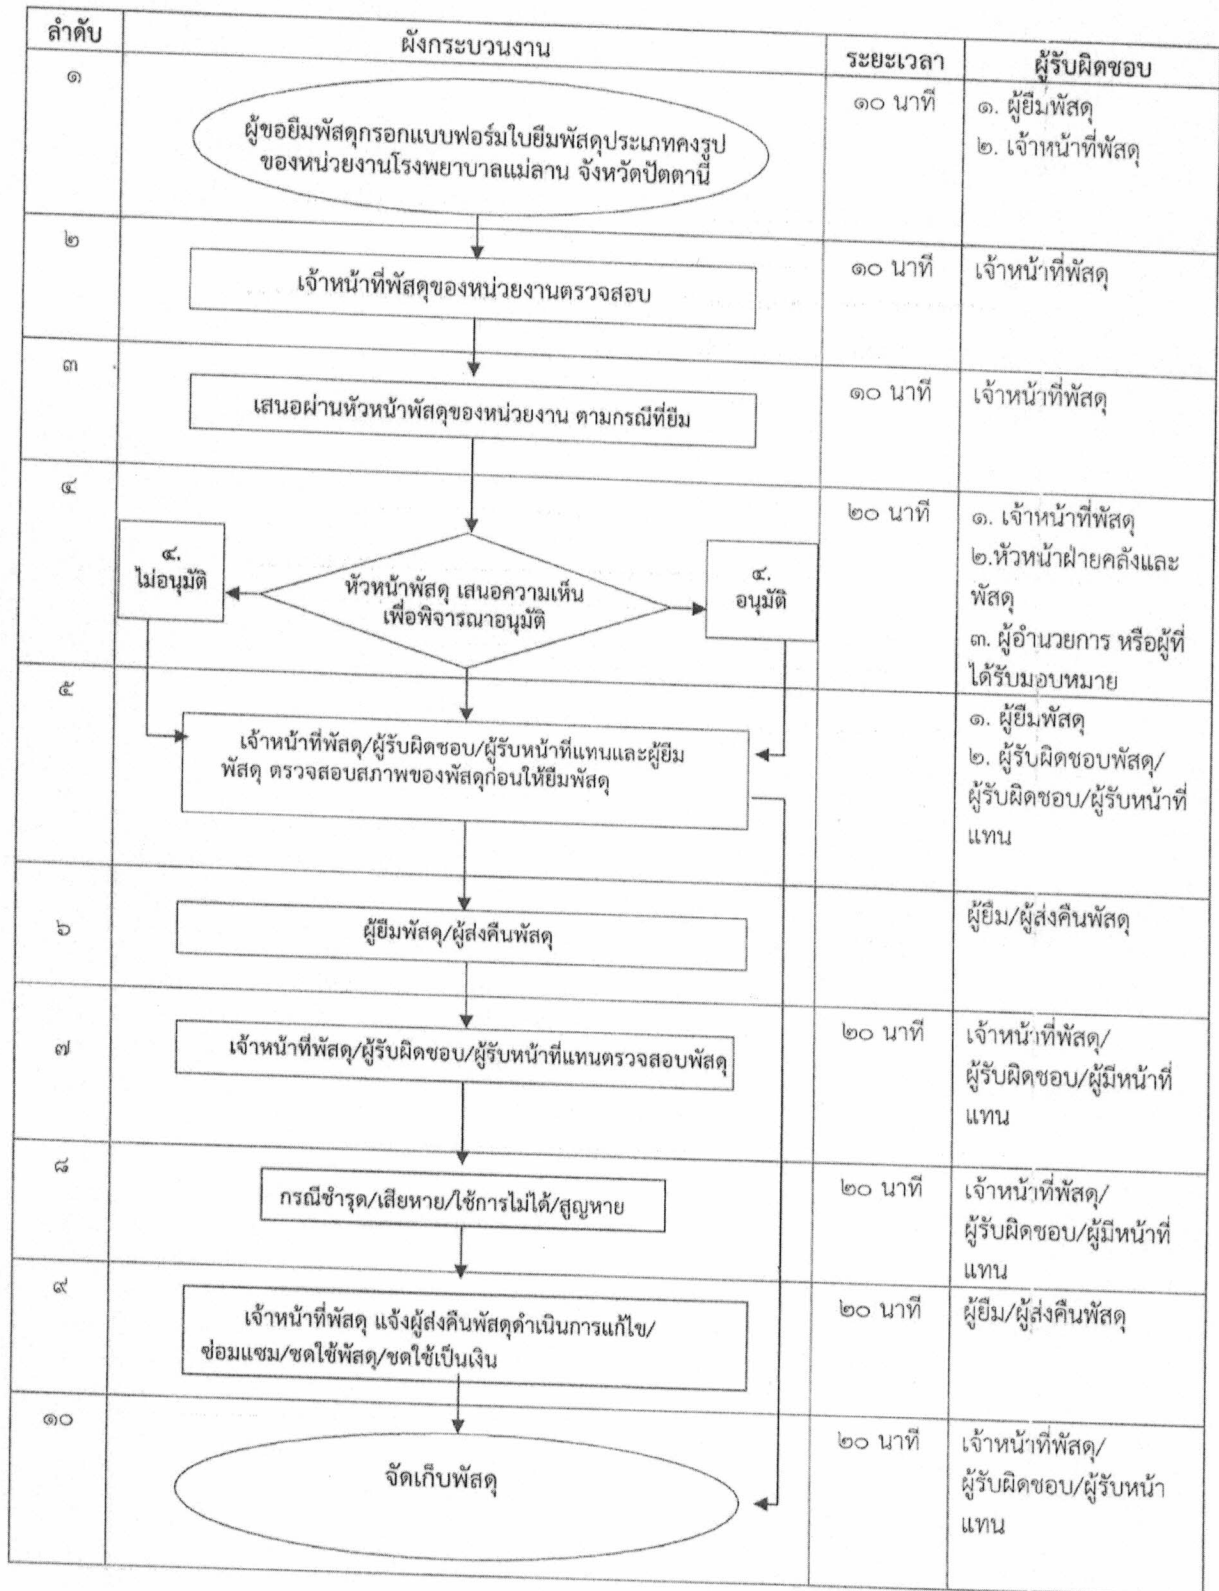 ลำดับ
ผังกระบวนงาน
ระยะเวลา
ผู้รับผิดชอบ
๑
ผู้ขอยืมพัสดุกรอกแบบฟอร์มใบยืมพัสดุประเภทคงรูป
ของหน่วยงานโรงพยาบาลแม่ลาน จังหวัดปัตตานี
๑๐ นาที
๑. ผู้ยืมพัสดุ
๒. เจ้าหน้าที่พัสดุ
๒
เจ้าหน้าที่พัสดุของหน่วยงานตรวจสอบ
๑๐ นาที
เจ้าหน้าที่พัสดุ
๓
เสนอผ่านหัวหน้าพัสดุของหน่วยงาน ตามกรณีที่ยืม
๑๐ นาที
เจ้าหน้าที่พัสดุ
๔
๔.
ไม่อนุมัติ
หัวหน้าพัสดุ เสนอความเห็น
เพื่อพิจารณาอนุมัติ
๔.
อนุมัติ
๒๐ นาที
๑. เจ้าหน้าที่พัสดุ
๒.หัวหน้าฝ่ายคลังและ
พัสดุ
๓. ผู้อำนวยการ หรือผู้ที่
ได้รับมอบหมาย
๕
เจ้าหน้าที่พัสดุ/ผู้รับผิดชอบ/ผู้รับหน้าที่แทนและผู้ยืม
พัสดุ ตรวจสอบสภาพของพัสดุก่อนให้ยืมพัสดุ
๑. ผู้ยืมพัสดุ
๒. ผู้รับผิดชอบพัสดุ/
ผู้รับผิดชอบ/ผู้รับหน้าที่
แทน
๖
ผู้ยืมพัสดุ/ผู้ส่งคืนพัสดุ
ผู้ยืม/ผู้ส่งคืนพัสดุ
๗
เจ้าหน้าที่พัสดุ/ผู้รับผิดชอบ/ผู้รับหน้าที่แทนตรวจสอบพัสดุ
๒๐ นาที
เจ้าหน้าที่พัสดุ/
ผู้รับผิดชอบ/ผู้มีหน้าที่
แทน
๘
กรณีชำรุด/เสียหาย/ใช้การไม่ได้/สูญหาย
๒๐ นาที
เจ้าหน้าที่พัสดุ/
ผู้รับผิดชอบ/ผู้มีหน้าที่
แทน
๙
เจ้าหน้าที่พัสดุ แจ้งผู้ส่งคืนพัสดุดำเนินการแก้ไข/
ซ่อมแซม/ชดใช้พัสดุ/ชดใช้เป็นเงิน
๒๐ นาที
ผู้ยืม/ผู้ส่งคืนพัสดุ
๑๐
จัดเก็บพัสดุ
๒๐ นาที
เจ้าหน้าที่พัสดุ/
ผู้รับผิดชอบ/ผู้รับหน้า
แทน